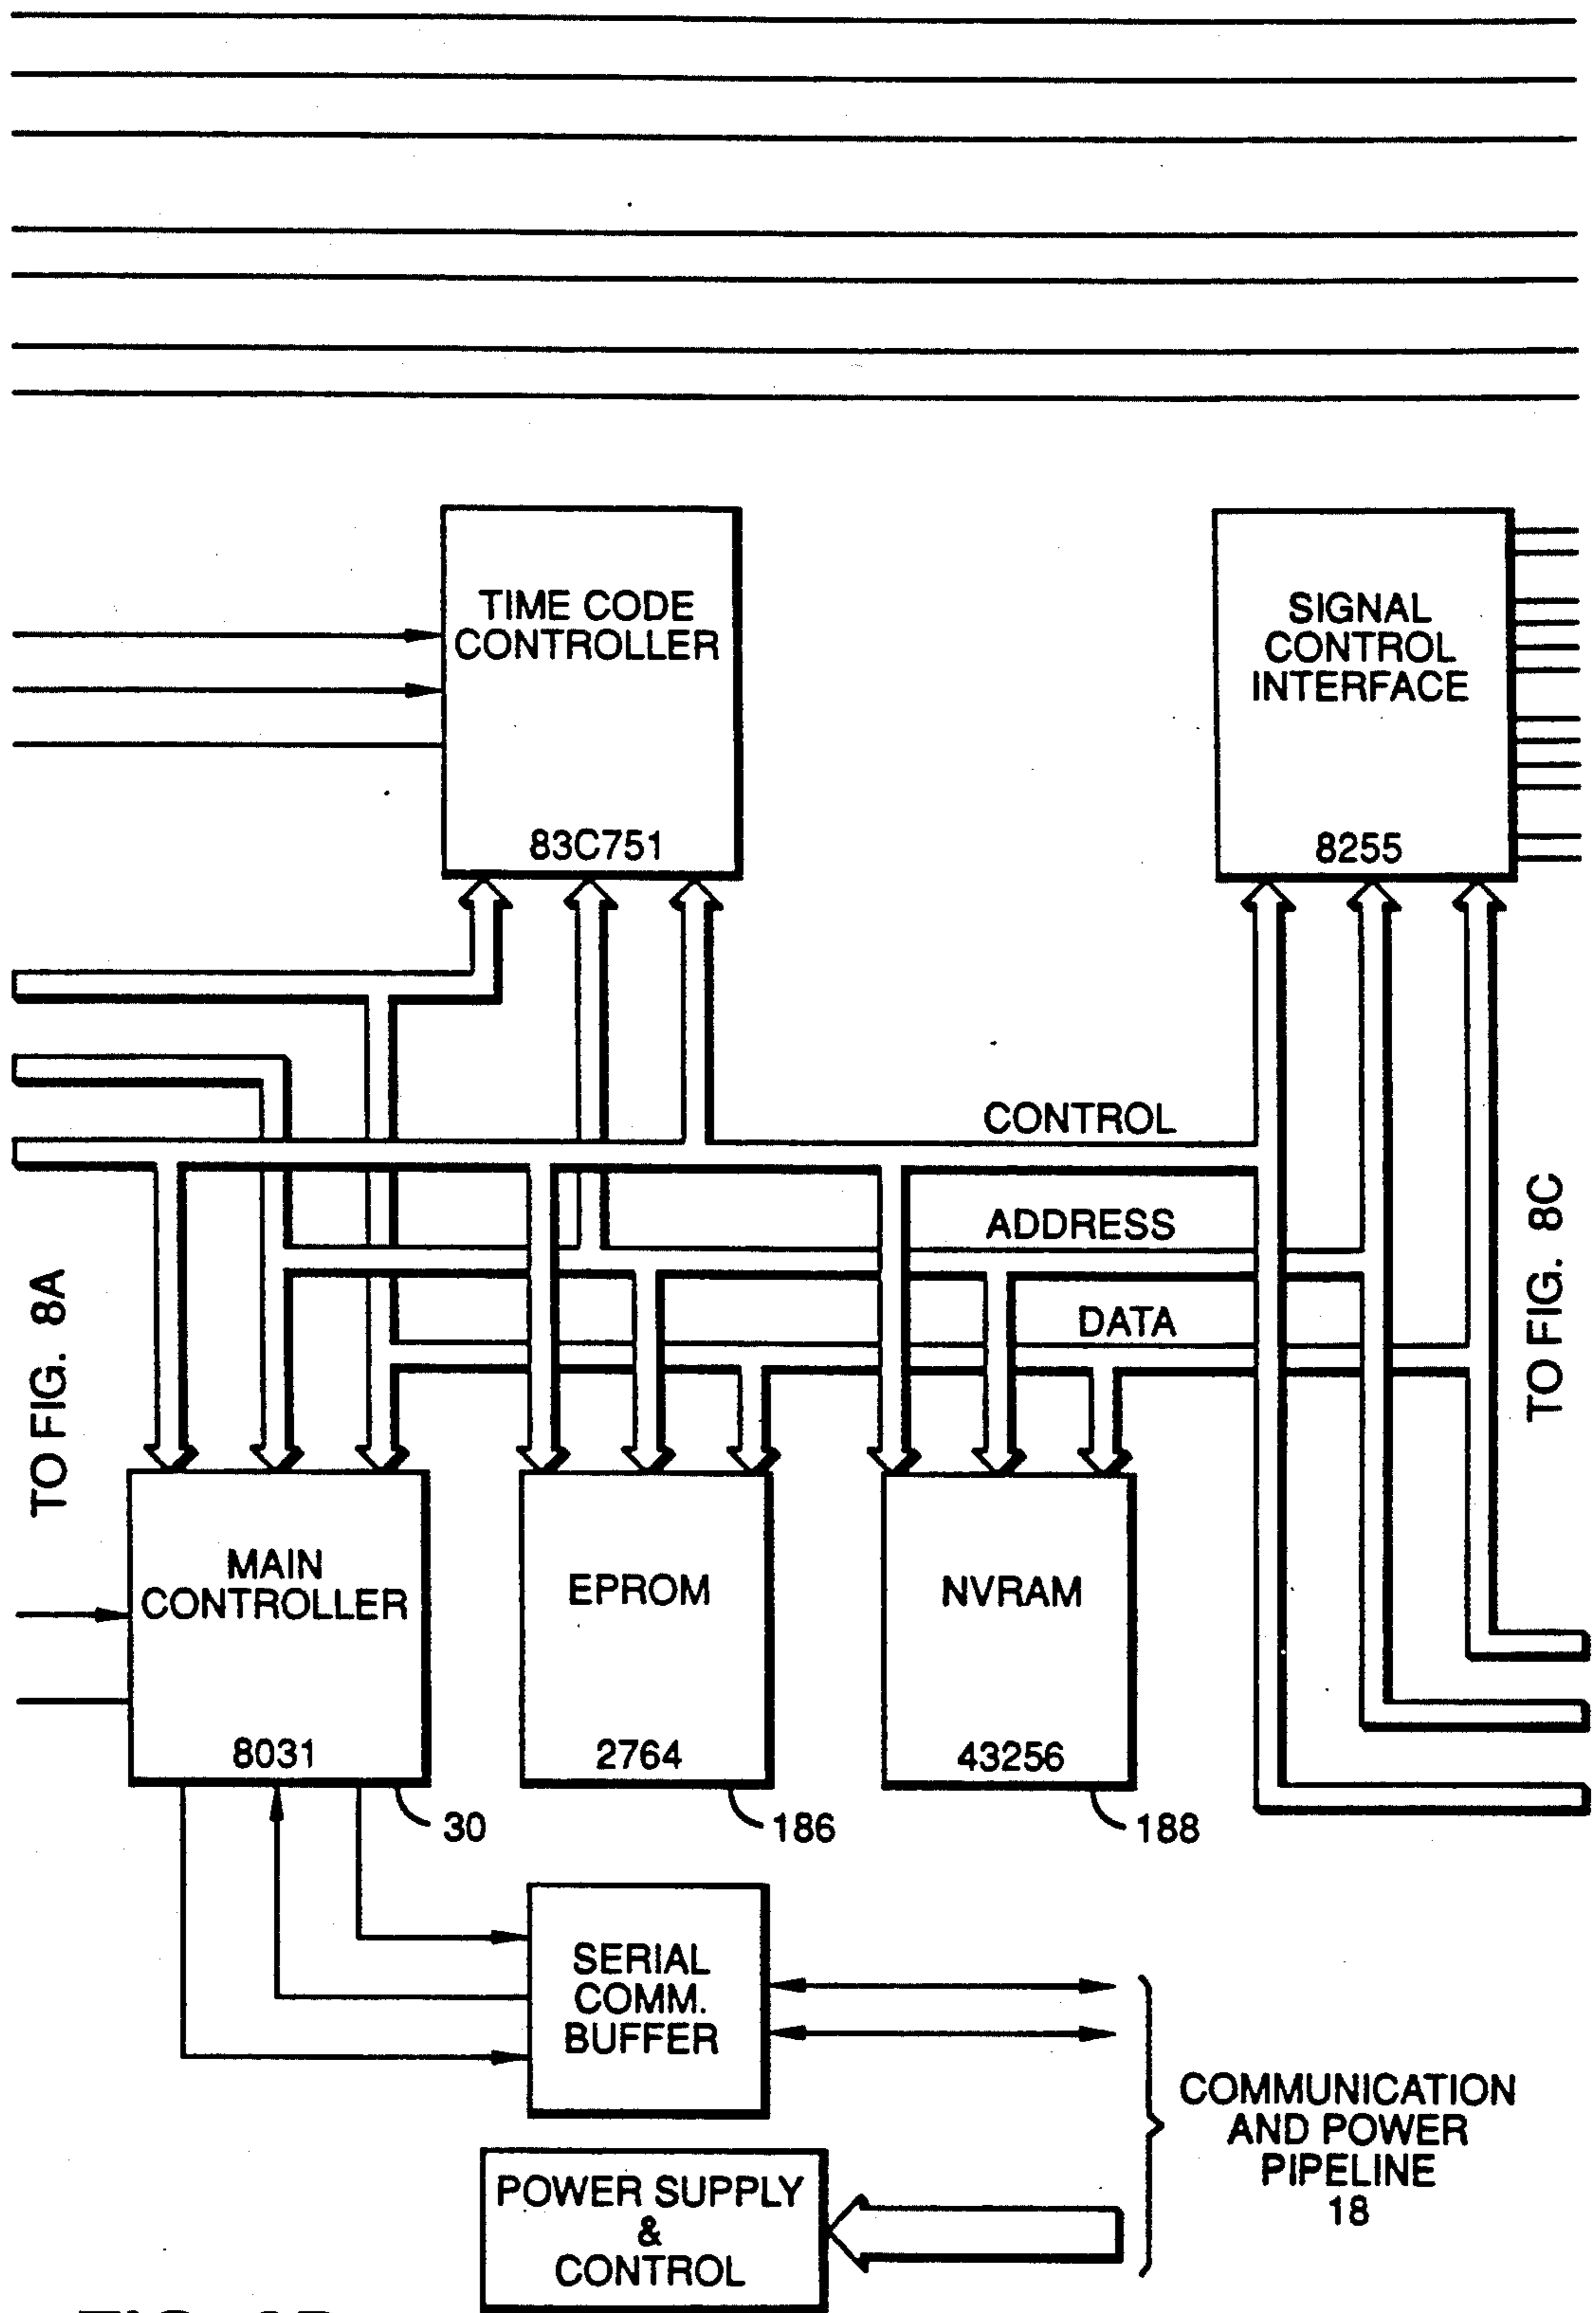 TIME CODE
CONTROLLER
83C751
SIGNAL
CONTROL
INTERFACE
8255
CONTROL
ADDRESS
DATA
TO FIG. 8A
TO FIG. 8C
MAIN
CONTROLLER
8031
30
EPROM
2764
186
NVRAM
43256
188
SERIAL
COMM.
BUFFER
COMMUNICATION
AND POWER
PIPELINE
18
POWER SUPPLY
&
CONTROL